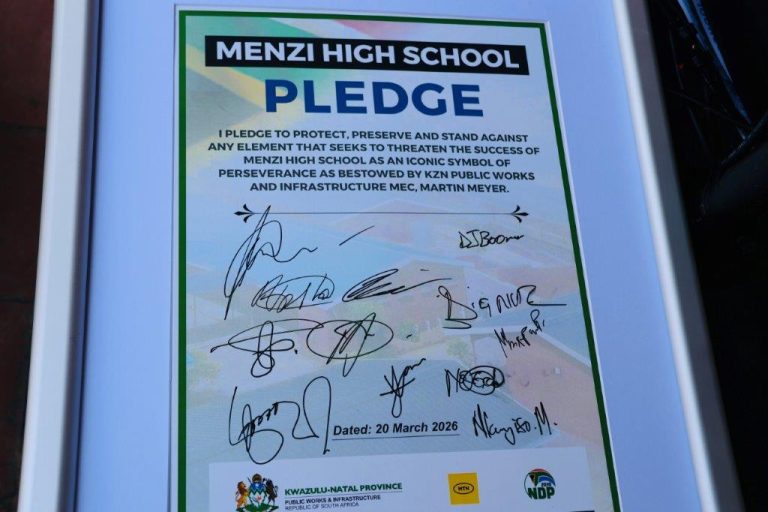 MENZI HIGH SCHOOL
PLEDGE
I PLEDGE TO PROTECT, PRESERVE AND STAND AGAINST
ANY ELEMENT THAT SEEKS TO THREATEN THE SUCCESS OF
MENZI HIGH SCHOOL AS AN ICONIC SYMBOL OF
PERSEVERANCE AS BESTOWED BY KZN PUBLIC WORKS
AND INFRASTRUCTURE MEC, MARTIN MEYER.
Dated: 20 March 2026
KWAZULU-NATAL PROVINCE
PUBLIC WORKS & INFRASTRUCTURE
REPUBLIC OF SOUTH AFRICA
MTN
NDP